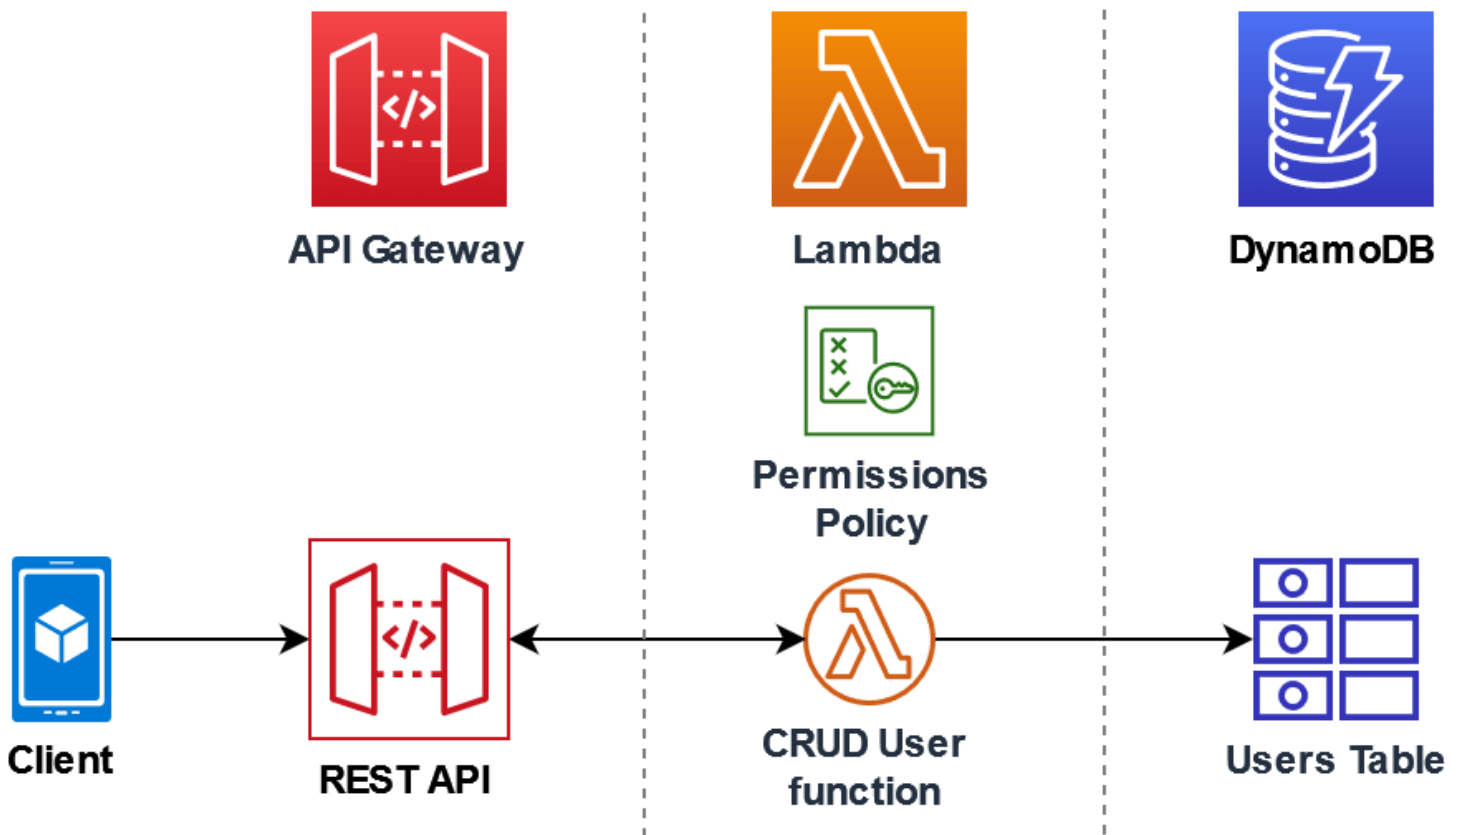 API Gateway
Lambda
DynamoDB
</>
Permissions
Policy
</>
Client
REST API
CRUD User
function
Users Table